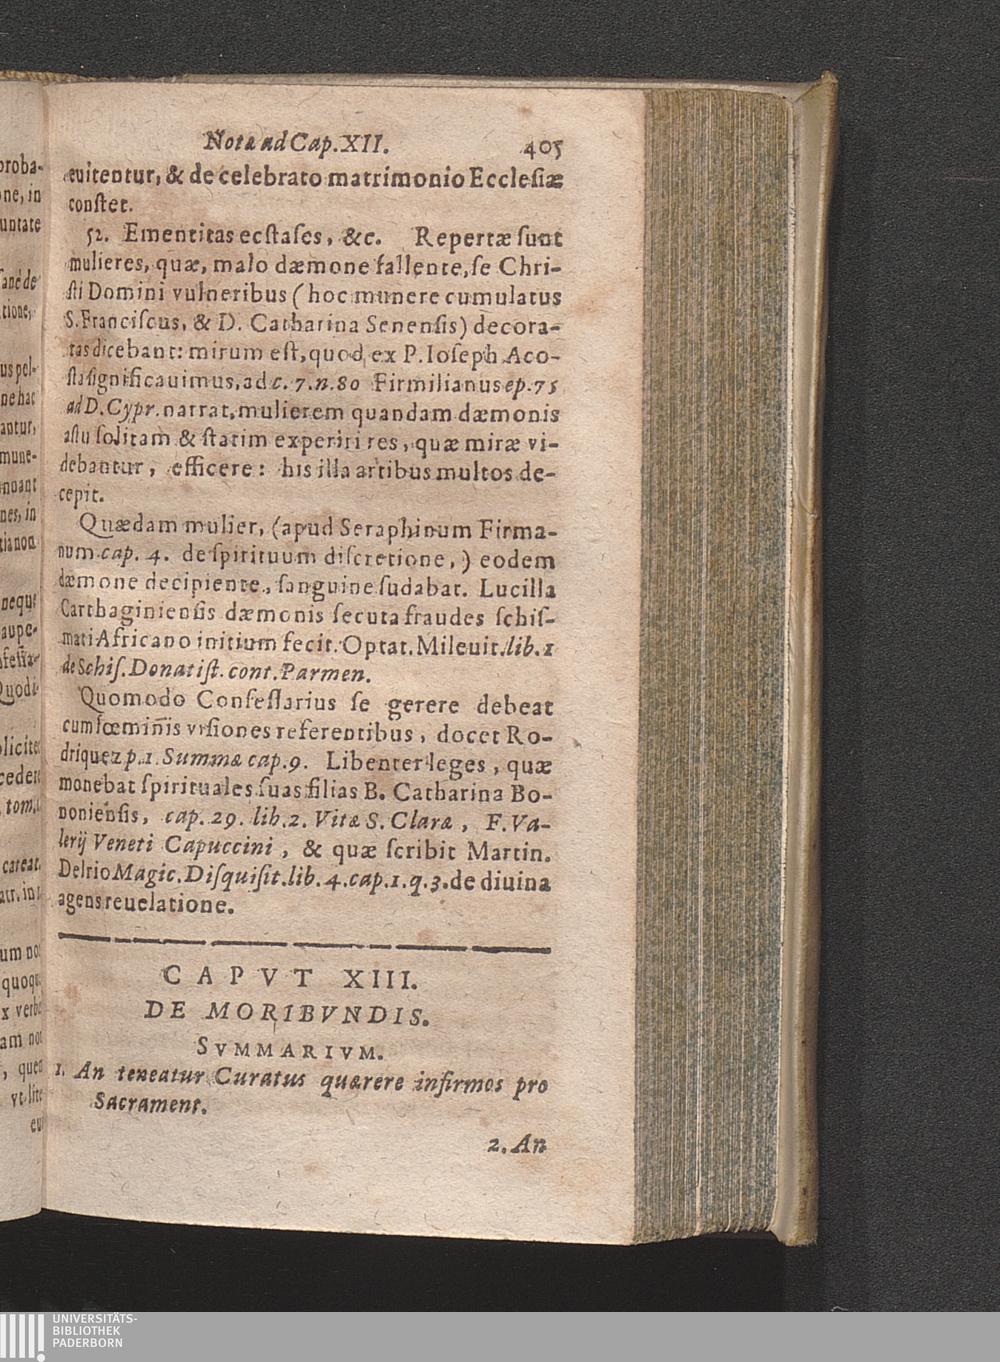 Notæ ad Cap. XII. 405
euitentur, & de celebrato matrimonio Ecclesiæ
constet.
52. Ementitas ecstases, &c. Repertæ sunt
mulieres, quæ, malo dæmone fallente, se Chri-
sti Domini vulneribus (hoc munere cumulatus
S. Franciscus, & D. Catharina Senensis) decora-
tas dicebant: mirum est, quod ex P. Ioseph Aco-
sta significauimus, ad c. 7. n. 80 Firmilianus ep. 75
ad D. Cypr. narrat, mulierem quandam dæmonis
astu solitam & statim experiri res, quæ miræ vi-
debantur, efficere: his illa artibus multos de-
cepit.
Quædam mulier, (apud Seraphinum Firma-
num cap. 4. de spirituum discretione,) eodem
dæmone decipiente, sanguine sudabat. Lucilla
Carthaginiensis dæmonis secuta fraudes schis-
mati Africano initium fecit. Optat. Mileuit. lib. 1
de Schis. Donatist. cont. Parmen.
Quomodo Confessarius se gerere debeat
cum fœminis visiones referentibus, docet Ro-
driquez p. 1. Summæ cap. 9. Libenter leges, quæ
monebat spirituales suas filias B. Catharina Bo-
noniensis, cap. 29. lib. 2. Vitæ S. Claræ, F. Va-
lerij Veneti Capuccini, & quæ scribit Martin.
Delrio Magic. Disquisit. lib. 4. cap. 1. q. 3. de diuina
agens reuelatione.
CAPVT XIII.
DE MORIBVNDIS.
SVMMARIVM.
1. An teneatur Curatus quærere infirmos pro
Sacrament.
2. An
UNIVERSITÄTS-
BIBLIOTHEK
PADERBORN